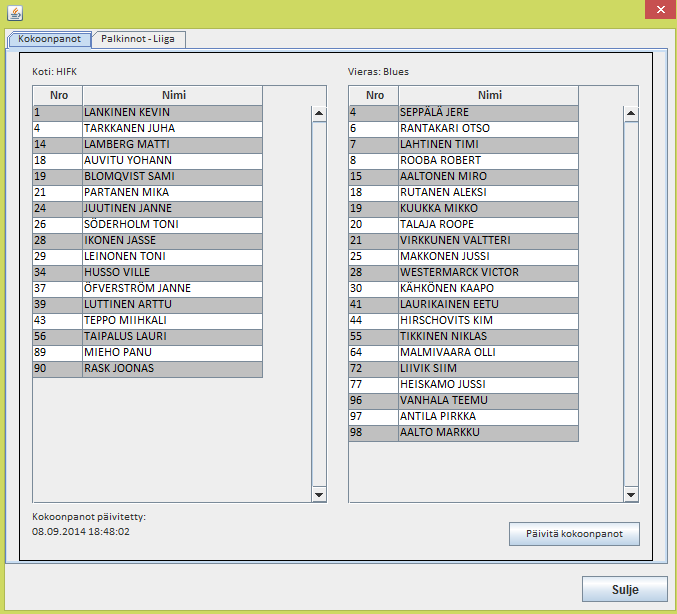 Kokoonpanot Palkinnot - Liiga
Koti: HIFK
Nro Nimi
1 LANKINEN KEVIN
4 TARKKANEN JUHA
14 LAMBERG MATTI
18 AUVITU YOHANN
19 BLOMQVIST SAMI
21 PARTANEN MIKA
24 JUUTINEN JANNE
26 SÖDERHOLM TONI
28 IKONEN JASSE
29 LEINONEN TONI
34 HUSSO VILLE
37 ÖFVERSTRÖM JANNE
39 LUTTINEN ARTTU
43 TEPPO MIIHKALI
56 TAIPALUS LAURI
89 MIEHO PANU
90 RASK JOONAS
Vieras: Blues
Nro Nimi
4 SEPPÄLÄ JERE
6 RANTAKARI OTSO
7 LAHTINEN TIMI
8 ROOBA ROBERT
15 AALTONEN MIRO
18 RUTANEN ALEKSI
19 KUUKKA MIKKO
20 TALAJA ROOPE
21 VIRKKUNEN VALTTERI
25 MAKKONEN JUSSI
28 WESTERMARCK VICTOR
30 KÄHKÖNEN KAAPO
41 LAURIKAINEN EETU
44 HIRSCHOVITS KIM
55 TIKKINEN NIKLAS
64 MALMIVAARA OLLI
72 LIIVIK SIIM
77 HEISKAMO JUSSI
96 VANHALA TEEMU
97 ANTILA PIRKKA
98 AALTO MARKKU
Kokoonpanot päivitetty:
08.09.2014 18:48:02
Päivitä kokoonpanot
Sulje